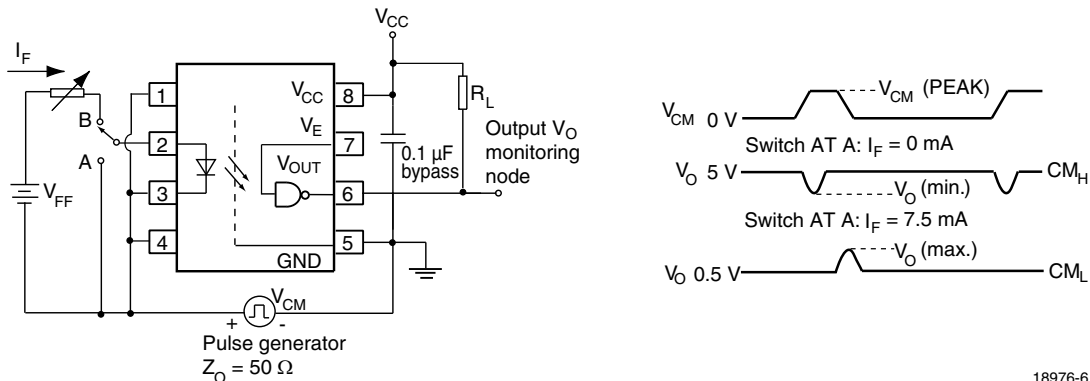 V_CC
I_F
1
V_CC
8
R_L
B
V_E
2
7
Output V_O
monitoring
node
V_OUT
0.1 µF
bypass
A
3
6
V_FF
4
5
GND
V_CM
+ -
Pulse generator
Z_O = 50 Ω
V_CM (PEAK)
V_CM 0 V
Switch AT A: I_F = 0 mA
V_O 5 V
CM_H
V_O (min.)
Switch AT A: I_F = 7.5 mA
V_O (max.)
V_O 0.5 V
CM_L
18976-6